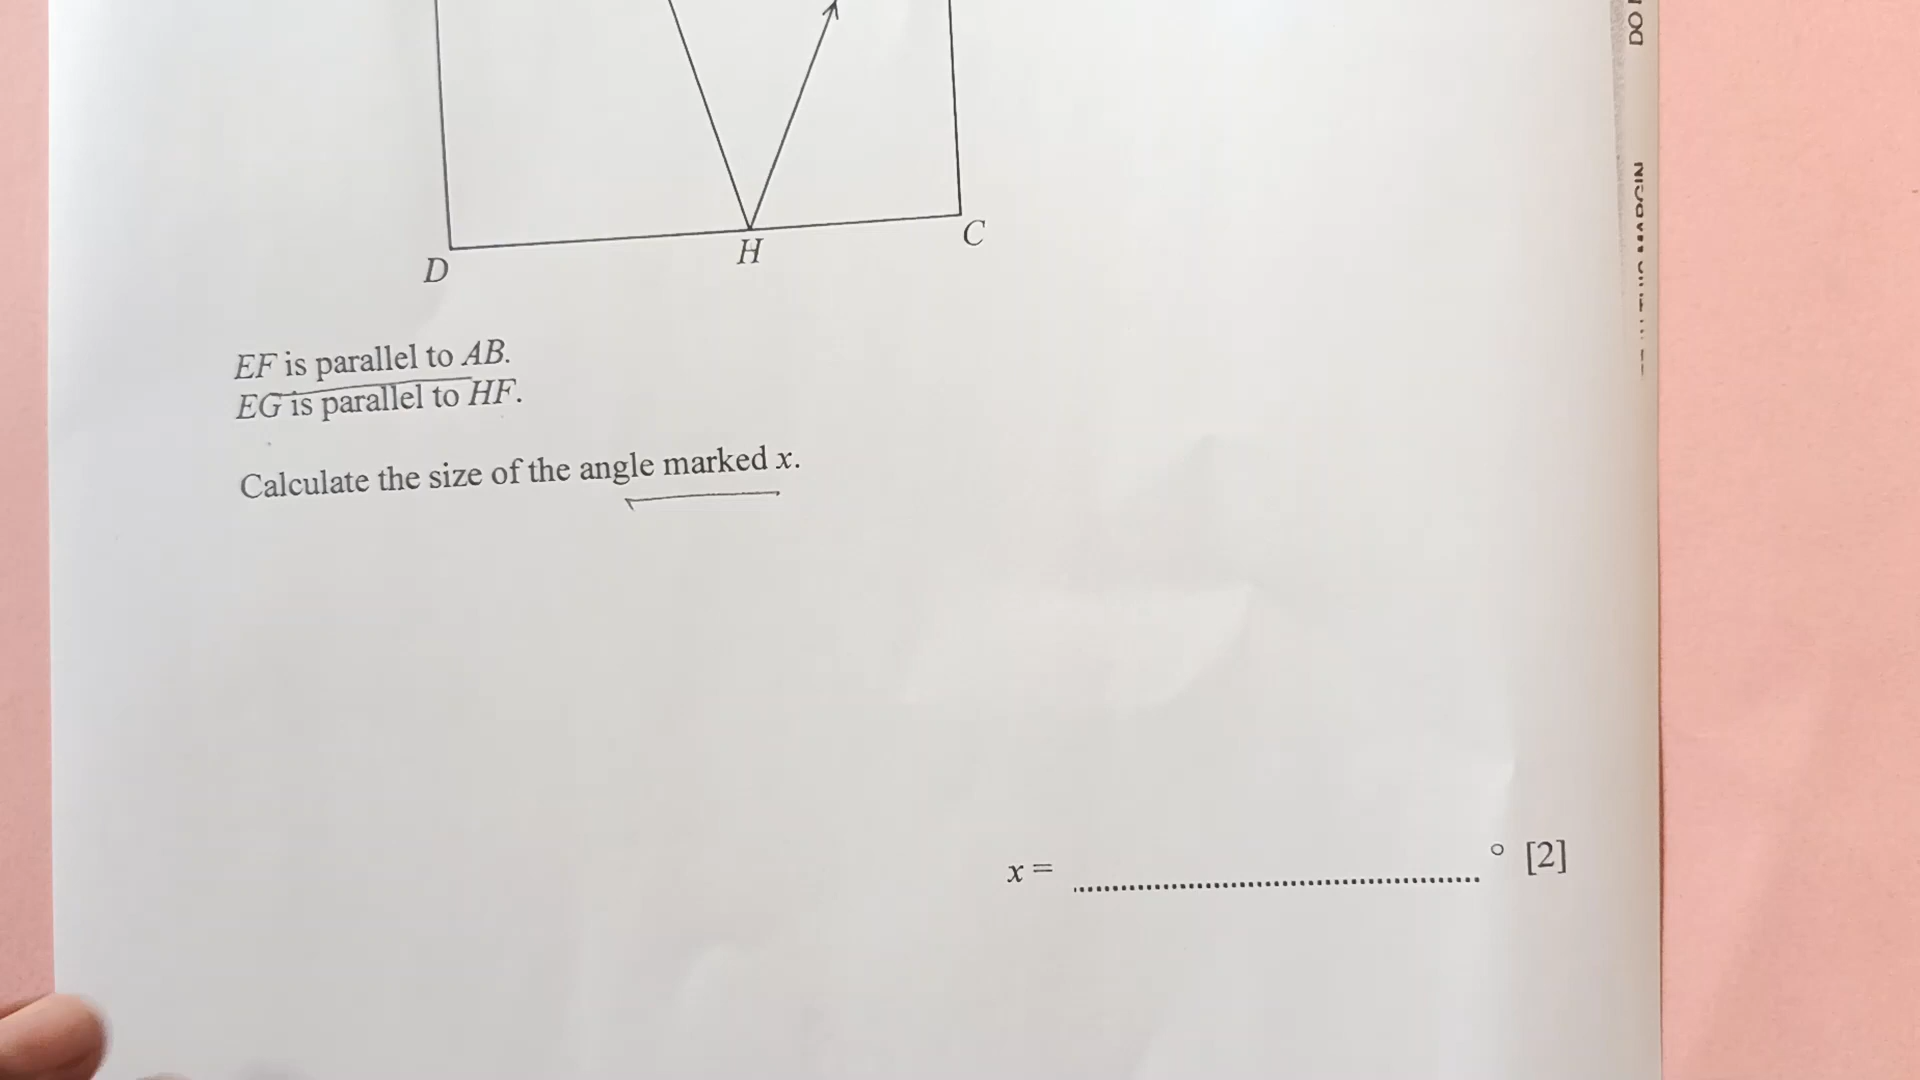 DO
D
H
C
EF is parallel to AB.
EG is parallel to HF.
Calculate the size of the angle marked x.
x = ........................................ ° [2]